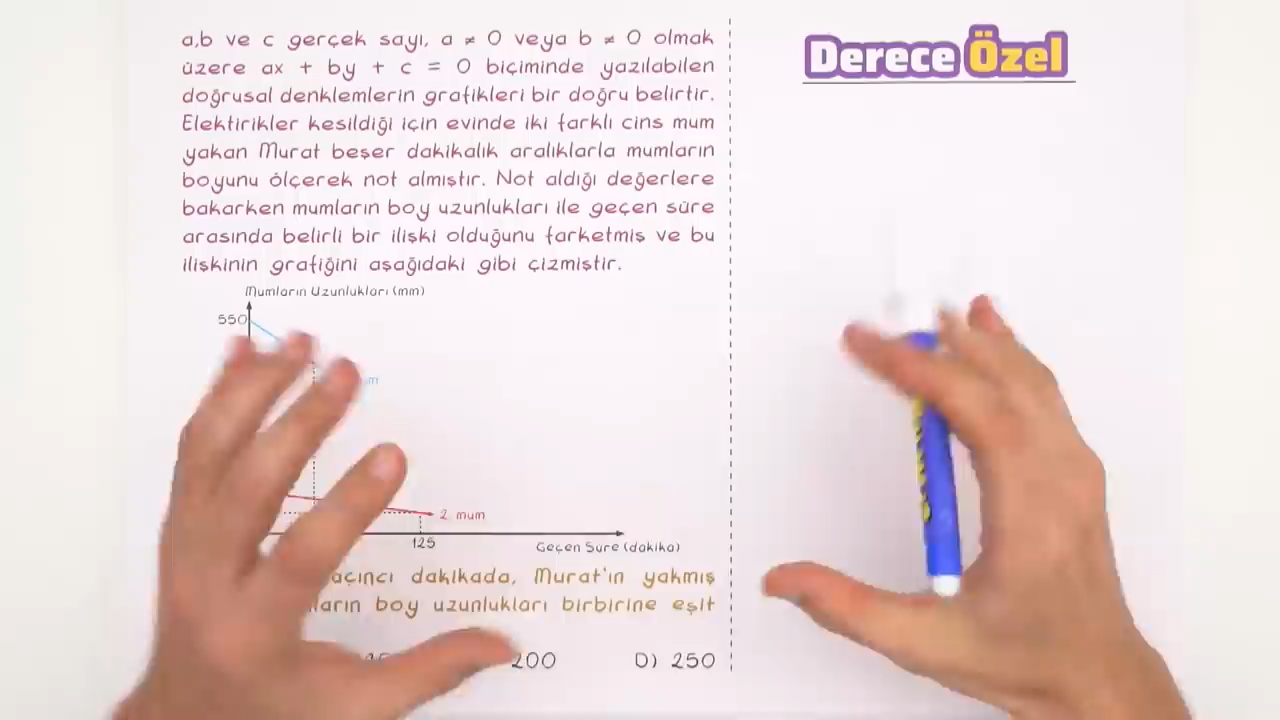 a,b ve c gerçek sayı, a ≠ 0 veya b ≠ 0 olmak
üzere ax + by + c = 0 biçiminde yazılabilen
doğrusal denklemlerin grafikleri bir doğru belirtir.
Elektirikler kesildiği için evinde iki farklı cins mum
yakan Murat beşer dakikalık aralıklarla mumların
boyunu ölçerek not almıştır. Not aldığı değerlere
bakarken mumların boy uzunlukları ile geçen süre
arasında belirli bir ilişki olduğunu farketmiş ve bu
ilişkinin grafiğini aşağıdaki gibi çizmiştir.
Mumların Uzunlukları (mm)
550
2. mum
125
Geçen Süre (dakika)
dakikada, Murat'ın yakmış
boy uzunlukları birbirine eşit
200 D) 250
Derece Özel